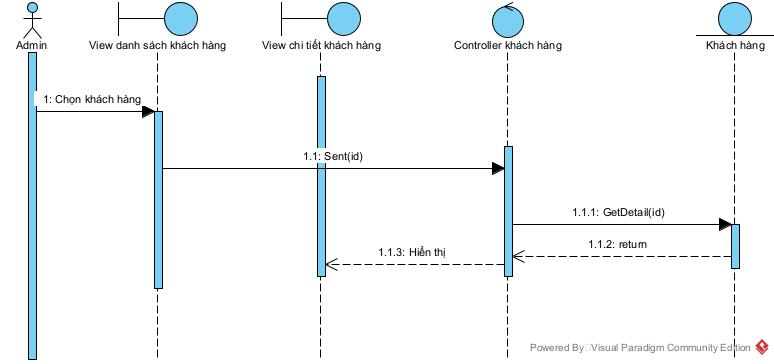 Admin
View danh sách khách hàng
View chi tiết khách hàng
Controller khách hàng
Khách hàng
1: Chọn khách hàng
1.1: Sent(id)
1.1.1: GetDetail(id)
1.1.2: return
1.1.3: Hiển thị
Powered By Visual Paradigm Community Edition